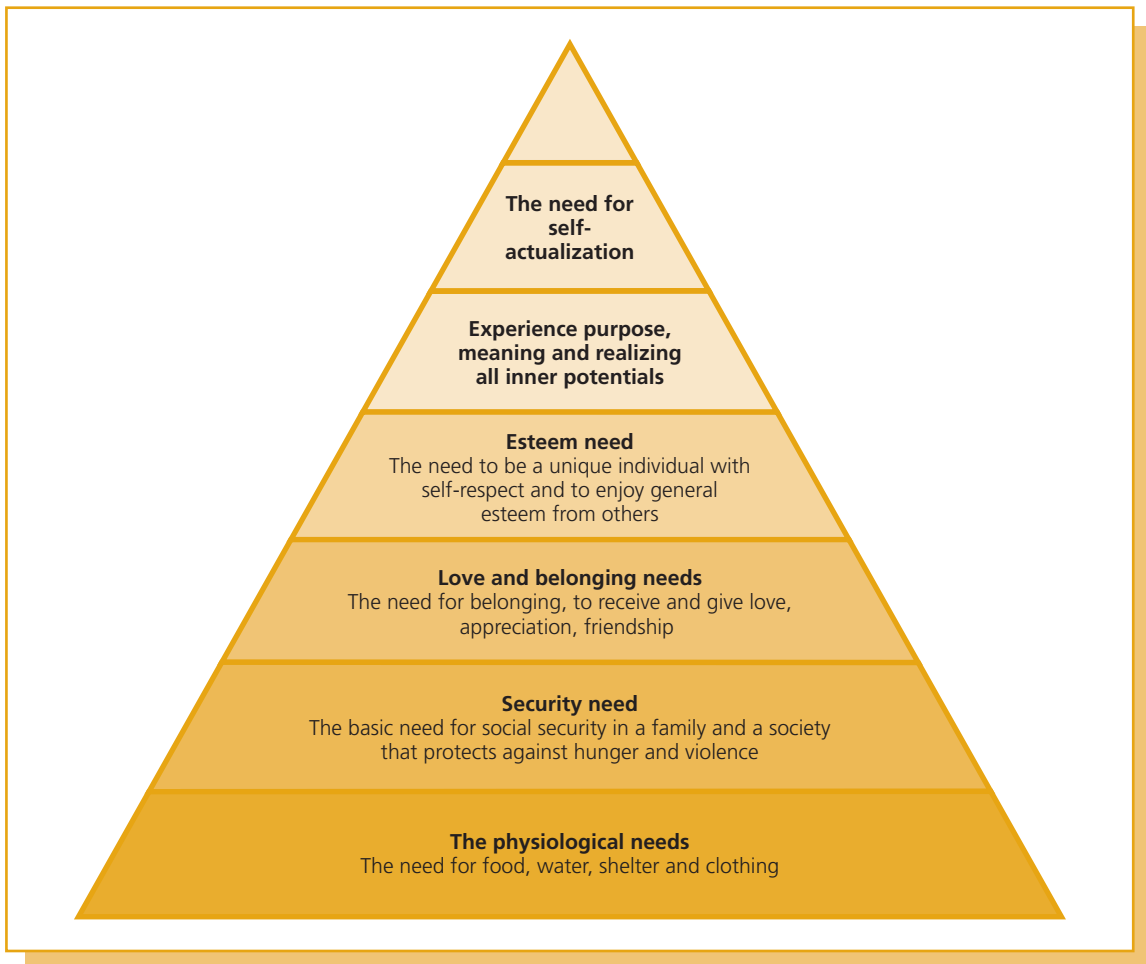 The need for
self-
actualization
Experience purpose,
meaning and realizing
all inner potentials
Esteem need
The need to be a unique individual with
self-respect and to enjoy general
esteem from others
Love and belonging needs
The need for belonging, to receive and give love,
appreciation, friendship
Security need
The basic need for social security in a family and a society
that protects against hunger and violence
The physiological needs
The need for food, water, shelter and clothing